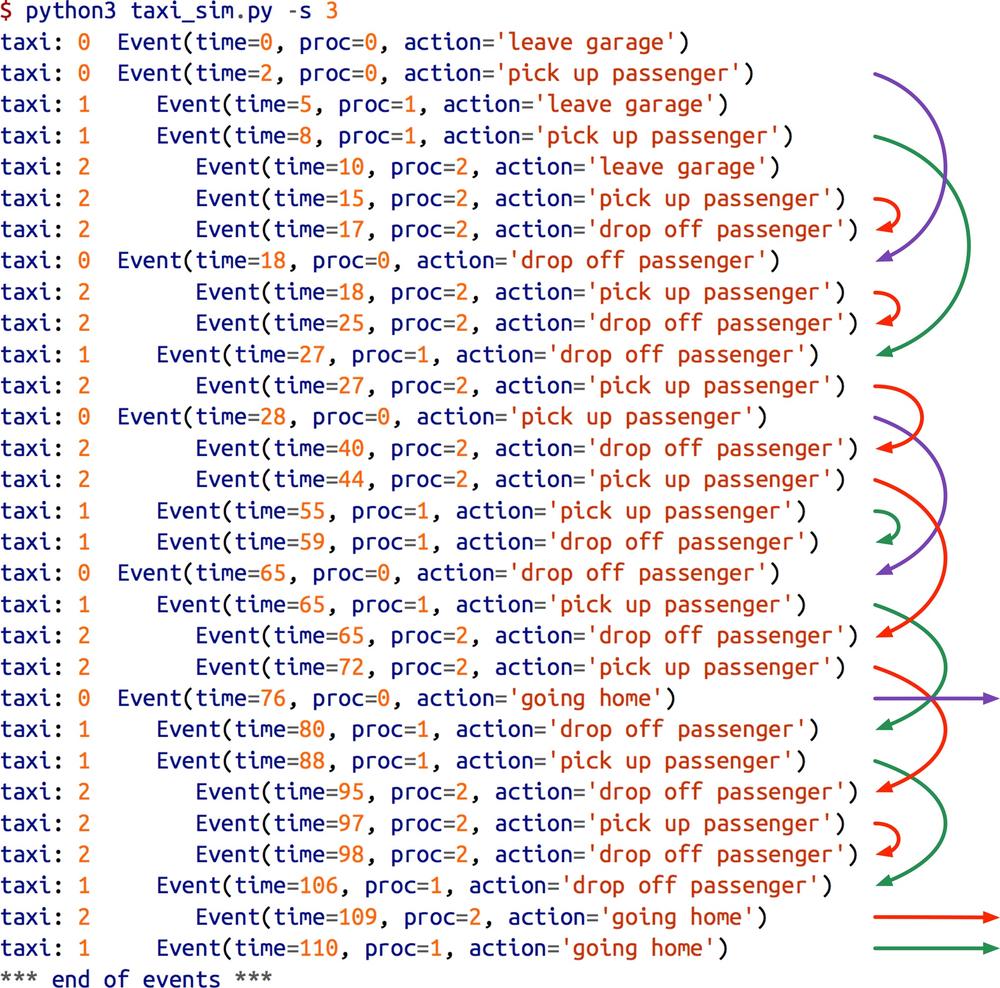 $ python3 taxi_sim.py -s 3
taxi: 0  Event(time=0, proc=0, action='leave garage')
taxi: 0  Event(time=2, proc=0, action='pick up passenger')
taxi: 1     Event(time=5, proc=1, action='leave garage')
taxi: 1     Event(time=8, proc=1, action='pick up passenger')
taxi: 2        Event(time=10, proc=2, action='leave garage')
taxi: 2        Event(time=15, proc=2, action='pick up passenger')
taxi: 2        Event(time=17, proc=2, action='drop off passenger')
taxi: 0  Event(time=18, proc=0, action='drop off passenger')
taxi: 2        Event(time=18, proc=2, action='pick up passenger')
taxi: 2        Event(time=25, proc=2, action='drop off passenger')
taxi: 1     Event(time=27, proc=1, action='drop off passenger')
taxi: 2        Event(time=27, proc=2, action='pick up passenger')
taxi: 0  Event(time=28, proc=0, action='pick up passenger')
taxi: 2        Event(time=40, proc=2, action='drop off passenger')
taxi: 2        Event(time=44, proc=2, action='pick up passenger')
taxi: 1     Event(time=55, proc=1, action='pick up passenger')
taxi: 1     Event(time=59, proc=1, action='drop off passenger')
taxi: 0  Event(time=65, proc=0, action='drop off passenger')
taxi: 1     Event(time=65, proc=1, action='pick up passenger')
taxi: 2        Event(time=65, proc=2, action='drop off passenger')
taxi: 2        Event(time=72, proc=2, action='pick up passenger')
taxi: 0  Event(time=76, proc=0, action='going home')
taxi: 1     Event(time=80, proc=1, action='drop off passenger')
taxi: 1     Event(time=88, proc=1, action='pick up passenger')
taxi: 2        Event(time=95, proc=2, action='drop off passenger')
taxi: 2        Event(time=97, proc=2, action='pick up passenger')
taxi: 2        Event(time=98, proc=2, action='drop off passenger')
taxi: 1     Event(time=106, proc=1, action='drop off passenger')
taxi: 2        Event(time=109, proc=2, action='going home')
taxi: 1     Event(time=110, proc=1, action='going home')
*** end of events ***